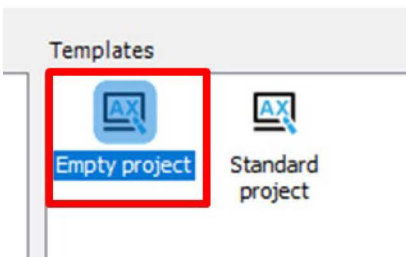 Templates
AX
Empty project
AX
Standard
project